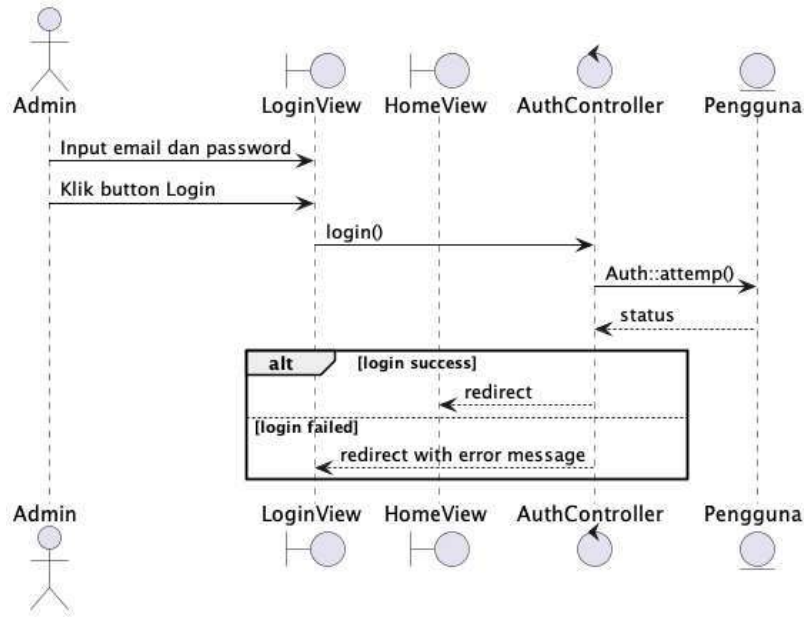 Admin
LoginView
HomeView
AuthController
Pengguna
Input email dan password
Klik button Login
login()
Auth::attemp()
status
alt
[login success]
redirect
[login failed]
redirect with error message
Admin
LoginView
HomeView
AuthController
Pengguna